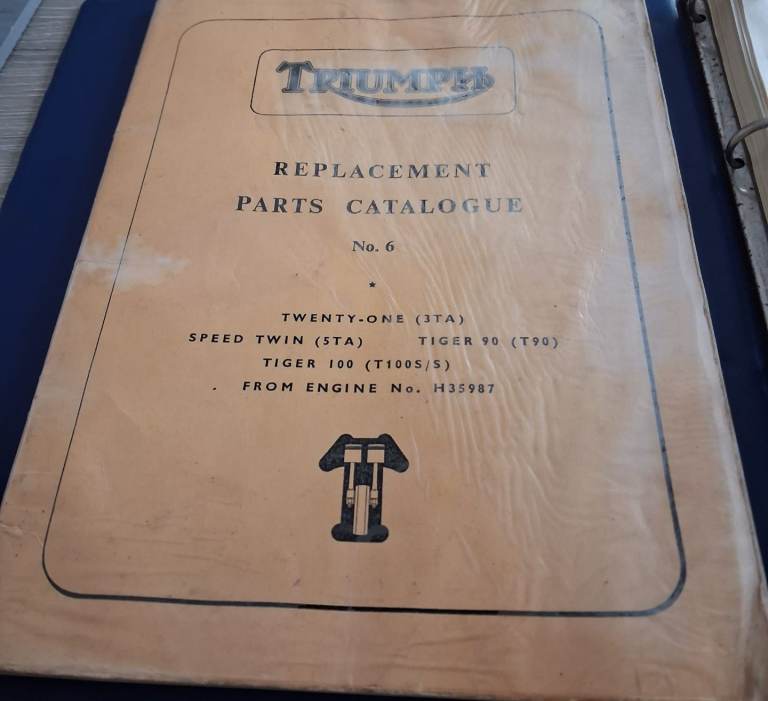 TRIUMPH
REPLACEMENT
PARTS CATALOGUE
No. 6
TWENTY-ONE (3TA)
SPEED TWIN (5TA) TIGER 90 (T90)
TIGER 100 (T100S/S)
FROM ENGINE No. H35987